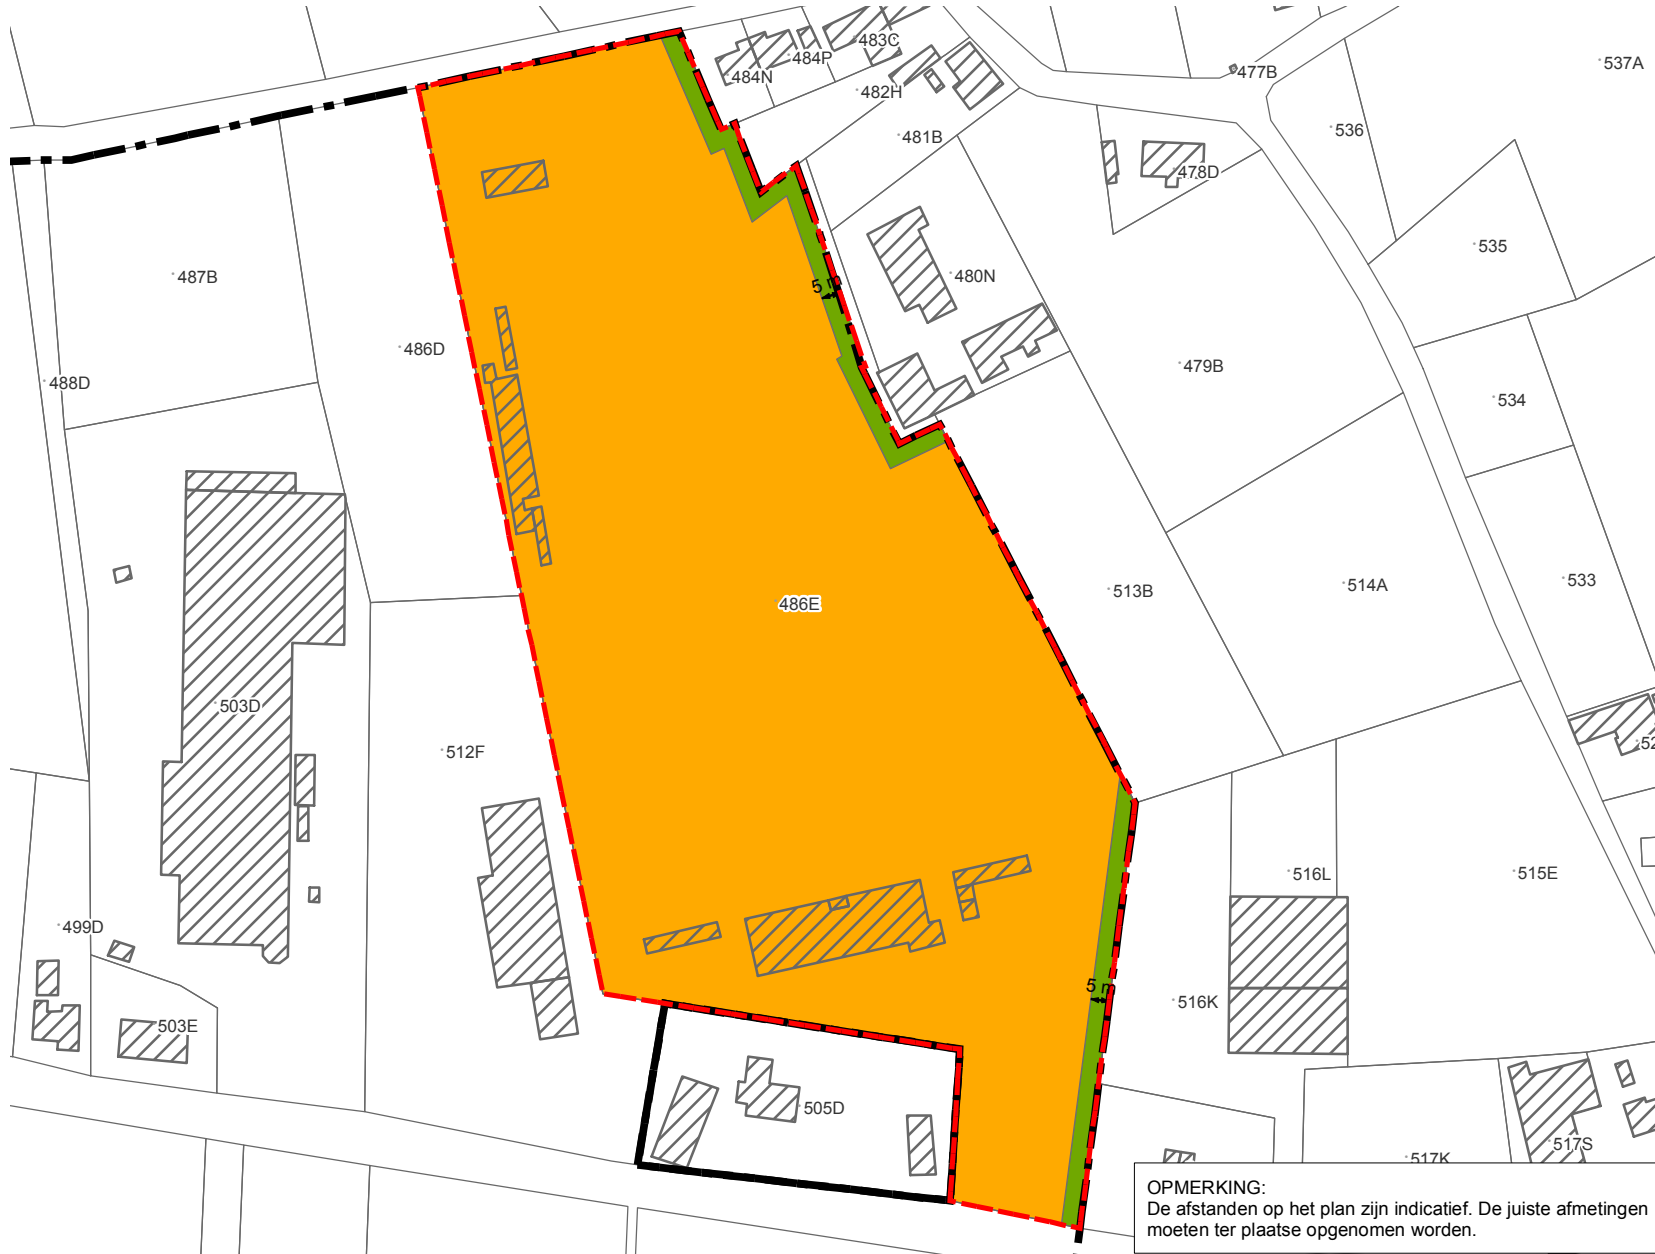 483C
484P
484N
482H
477B
537A
481B
536
478D
535
487B
480N
5 m
486D
479B
488D
534
533
514A
513B
486E
503D
52
512F
516L
515E
499D
5 m
516K
503E
505D
517S
517K
OPMERKING:
De afstanden op het plan zijn indicatief. De juiste afmetingen
moeten ter plaatse opgenomen worden.